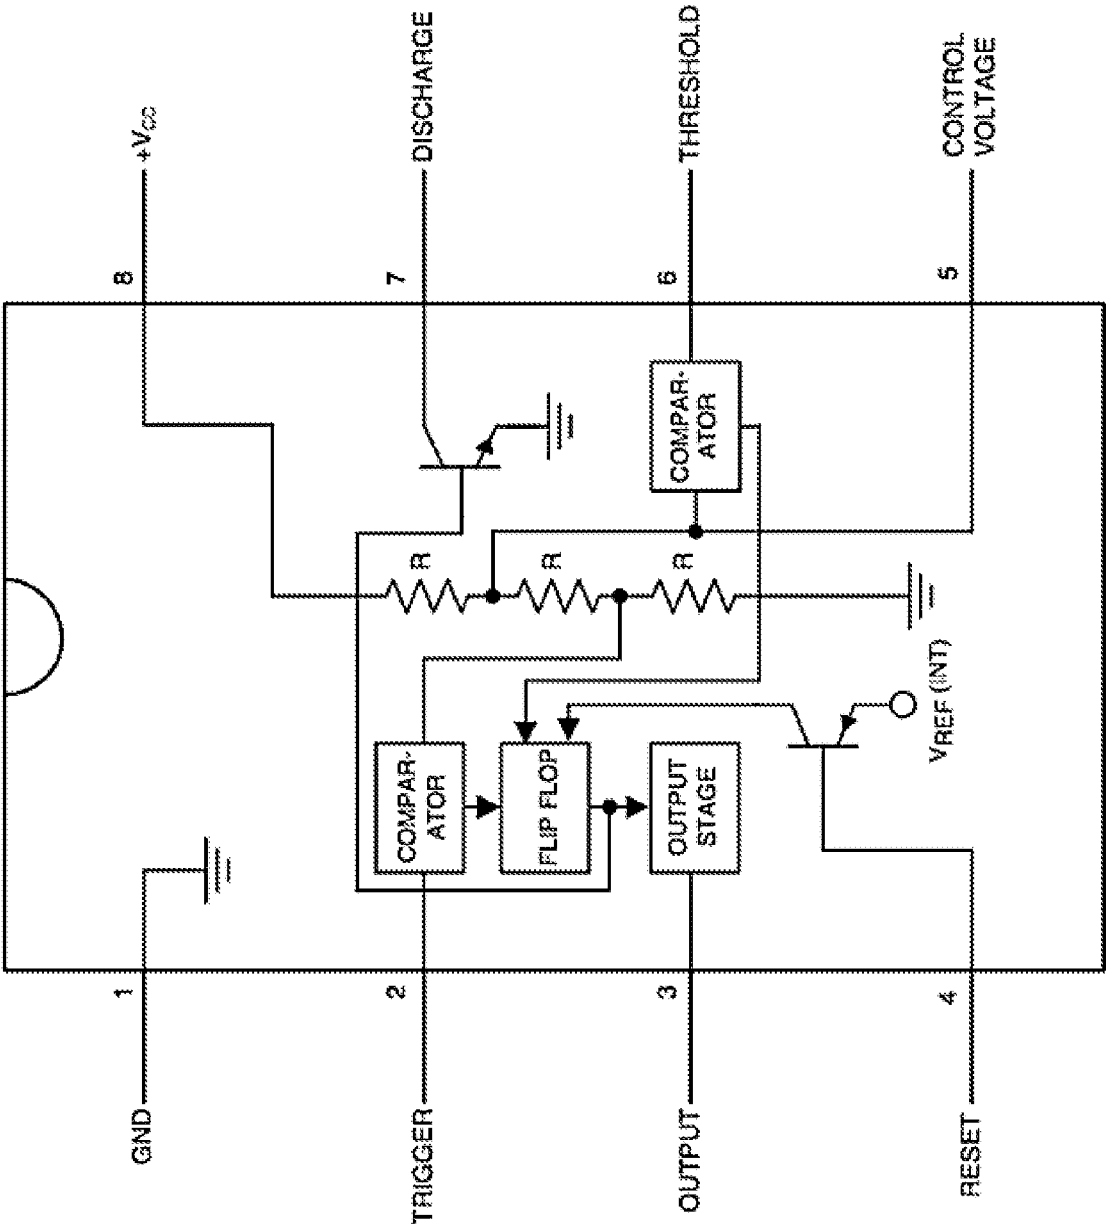 +VCC
DISCHARGE
THRESHOLD
CONTROL
VOLTAGE
8
7
6
5
COMPAR-
ATOR
R
R
R
VREF (INT)
COMPAR-
ATOR
FLIP FLOP
OUTPUT
STAGE
1
2
3
4
GND
TRIGGER
OUTPUT
RESET